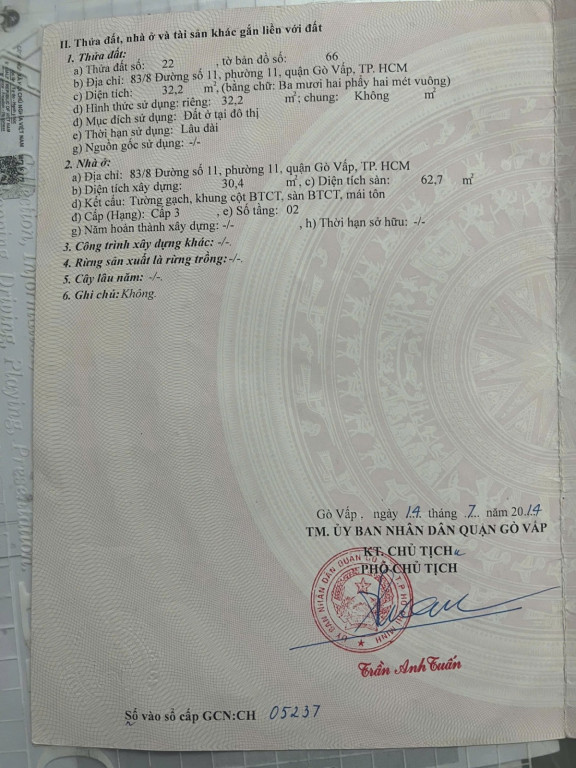 II. Thửa đất, nhà ở và tài sản khác gắn liền với đất
1. Thửa đất:
a) Thửa đất số: 22 , tờ bản đồ số: 66
b) Địa chỉ: 83/8 Đường số 11, phường 11, quận Gò Vấp, TP. HCM
c) Diện tích: 32,2 m², (bằng chữ: Ba mươi hai phẩy hai mét vuông)
d) Hình thức sử dụng: riêng: 32,2 m²; chung: Không m²
đ) Mục đích sử dụng: Đất ở tại đô thị
e) Thời hạn sử dụng: Lâu dài
g) Nguồn gốc sử dụng: -/-
2. Nhà ở:
a) Địa chỉ: 83/8 Đường số 11, phường 11, quận Gò Vấp, TP. HCM
b) Diện tích xây dựng: 30,4 m², c) Diện tích sàn: 62,7 m²
d) Kết cấu: Tường gạch, khung cột BTCT, sàn BTCT, mái tôn
đ) Cấp (Hạng): Cấp 3 , e) Số tầng: 02
g) Năm hoàn thành xây dựng: -/- , h) Thời hạn sở hữu: -/-
3. Công trình xây dựng khác: -/-.
4. Rừng sản xuất là rừng trồng:-/-.
5. Cây lâu năm: -/-.
6. Ghi chú: Không.
Gò Vấp , ngày 14 tháng 7 năm 2014
TM. ỦY BAN NHÂN DÂN QUẬN GÒ VẤP
KT. CHỦ TỊCH
PHÓ CHỦ TỊCH
Trần Anh Tuấn
Số vào sổ cấp GCN:CH 05237